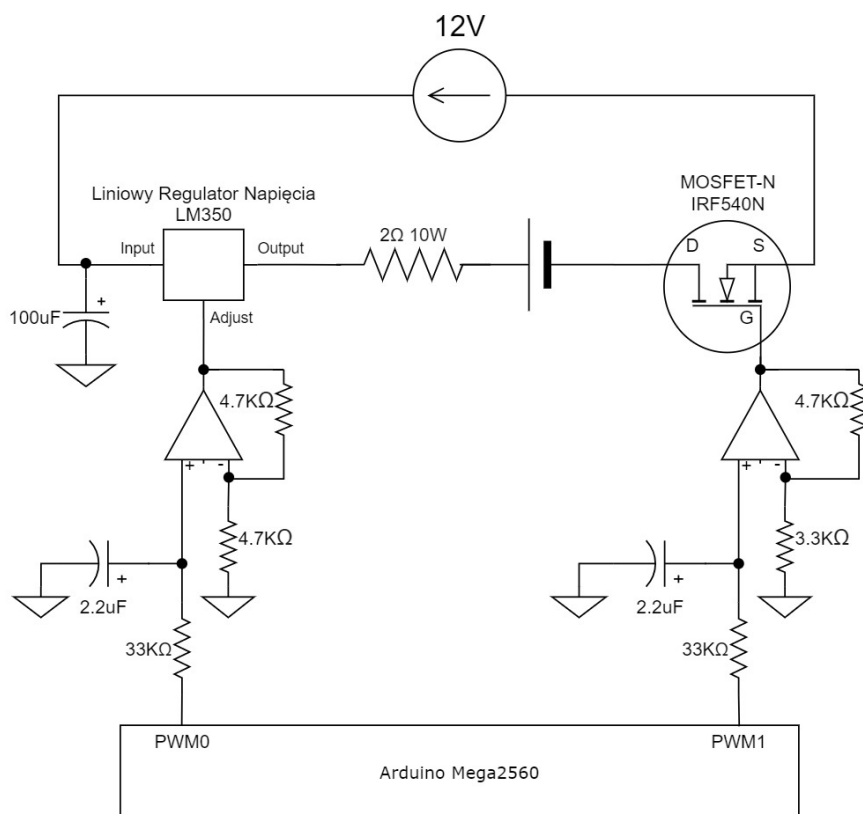 12V
Liniowy Regulator Napięcia
LM350
MOSFET-N
IRF540N
Input
Output
2Ω 10W
D
S
G
+
100uF
Adjust
4.7KΩ
4.7KΩ
+
-
+
-
4.7KΩ
3.3KΩ
+
2.2uF
+
2.2uF
33KΩ
33KΩ
PWM0
PWM1
Arduino Mega2560